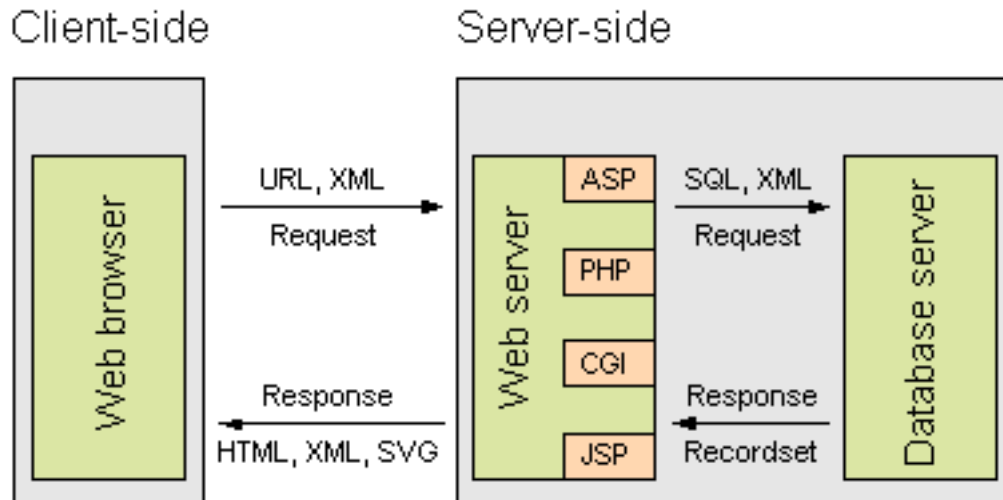 Client-side
Server-side
Web browser
URL, XML
Request
Response
HTML, XML, SVG
Web server
ASP
PHP
CGI
JSP
SQL, XML
Request
Response
Recordset
Database server